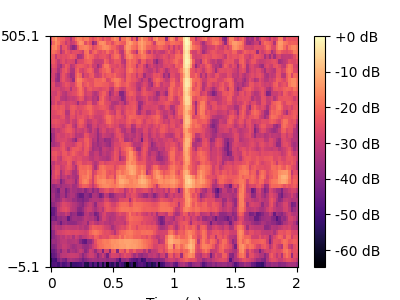 Mel Spectrogram
505.1
−5.1
0
0.5
1
1.5
2
+0 dB
-10 dB
-20 dB
-30 dB
-40 dB
-50 dB
-60 dB